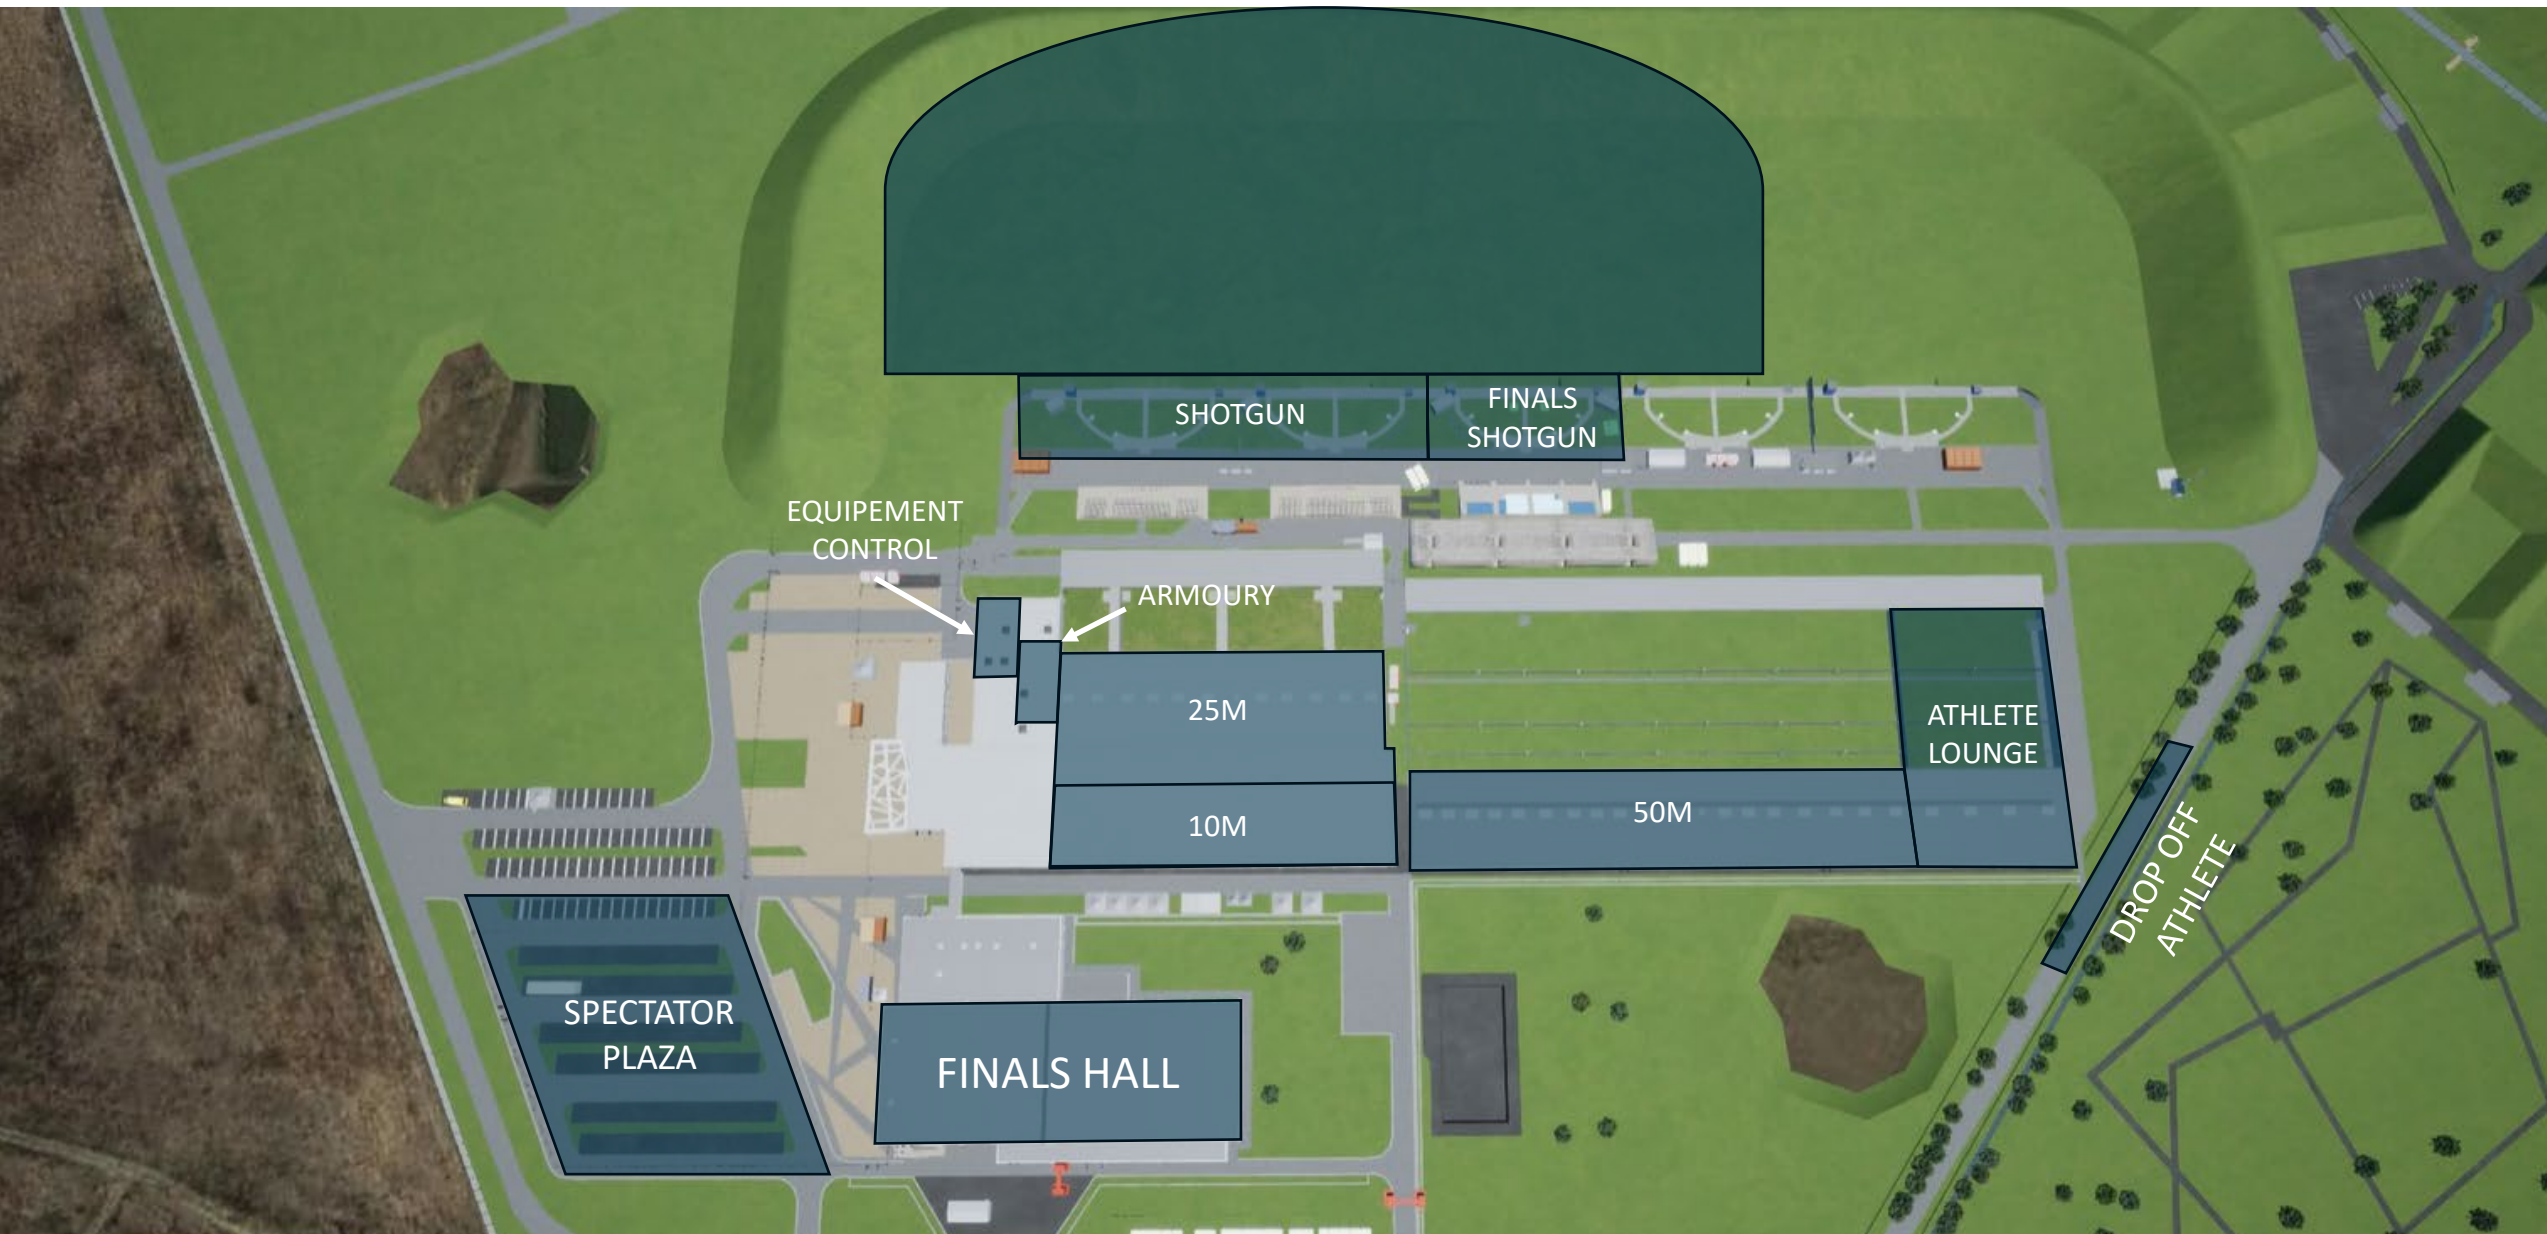 SHOTGUN
FINALS
SHOTGUN
EQUIPEMENT
CONTROL
ARMOURY
25M
ATHLETE
LOUNGE
10M
50M
DROP OFF
ATHLETE
SPECTATOR
PLAZA
FINALS HALL